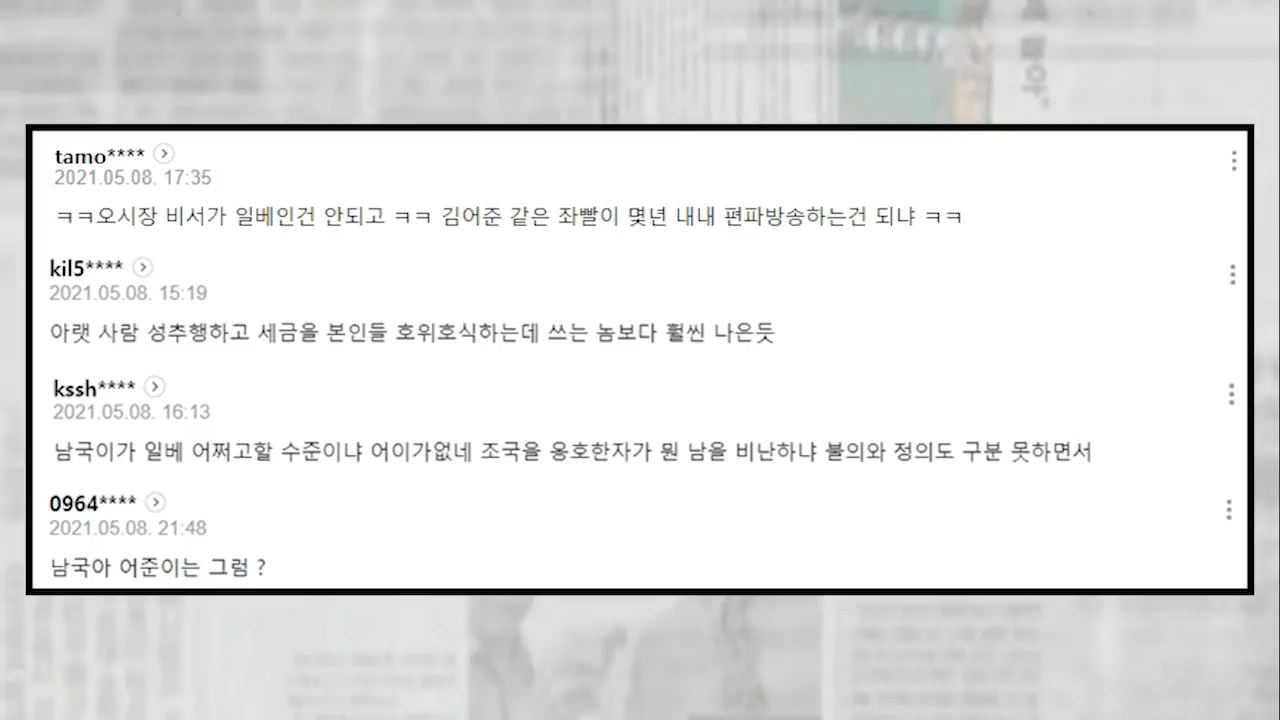 tamo****
2021.05.08. 17:35
ㅋㅋ오시장 비서가 일베인건 안되고 ㅋㅋ 김어준 같은 좌빨이 몇년 내내 편파방송하는건 되냐 ㅋㅋ
kil5****
2021.05.08. 15:19
아랫 사람 성추행하고 세금을 본인들 호위호식하는데 쓰는 놈보다 훨씬 나은듯
kssh****
2021.05.08. 16:13
남국이가 일베 어쩌고할 수준이냐 어이가없네 조국을 옹호한자가 뭔 남을 비난하냐 불의와 정의도 구분 못하면서
0964****
2021.05.08. 21:48
남국아 어준이는 그럼 ?